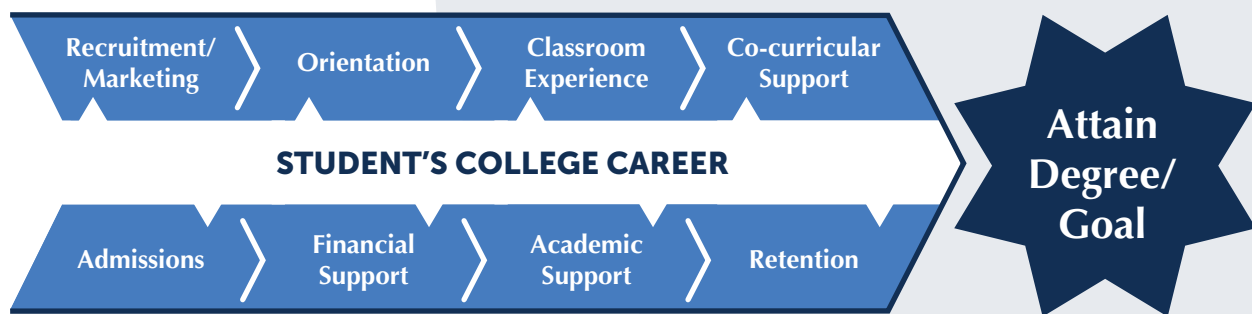 Recruitment/
Marketing
Orientation
Classroom
Experience
Co-curricular
Support
STUDENT'S COLLEGE CAREER
Admissions
Financial
Support
Academic
Support
Retention
Attain
Degree/
Goal